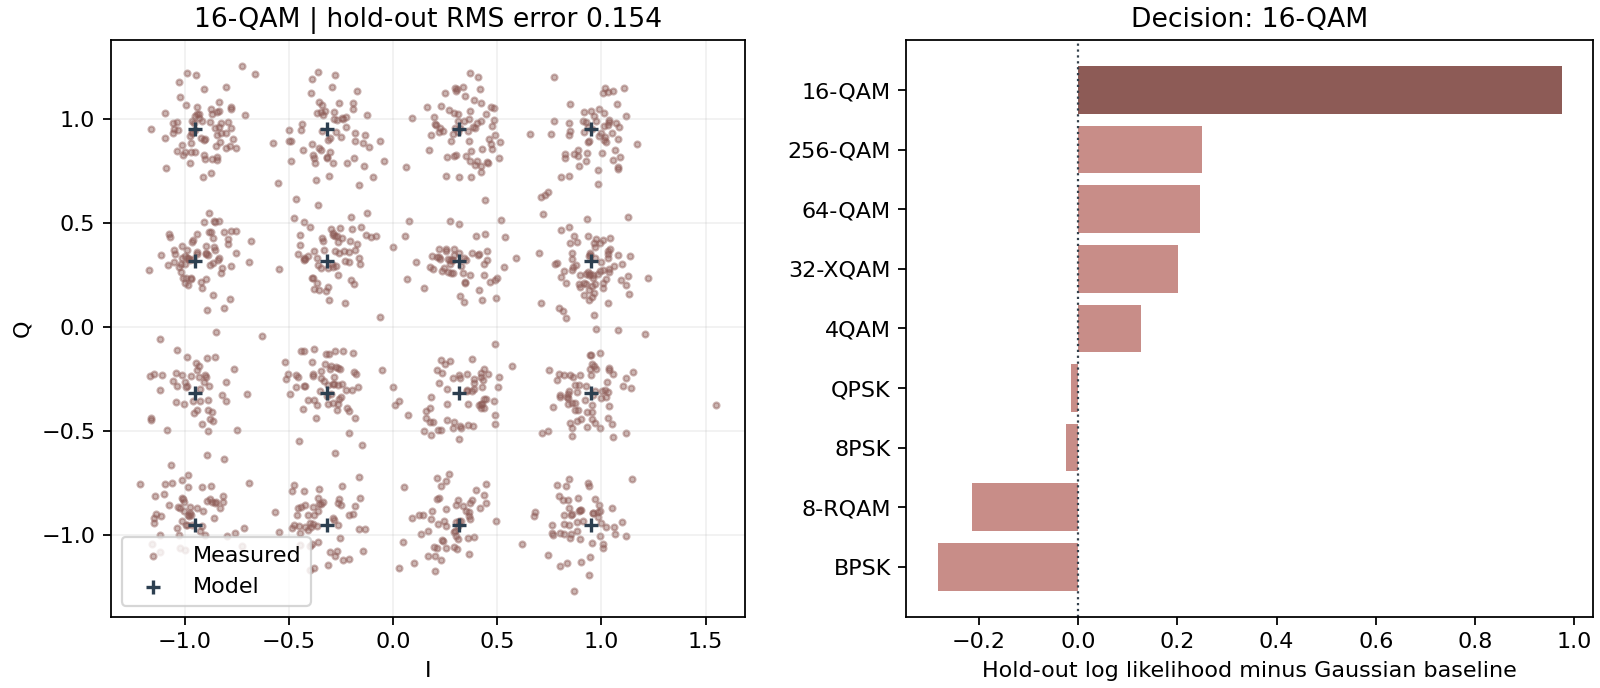 16-QAM | hold-out RMS error 0.154
1.0
0.5
0.0
−0.5
−1.0
Q
Measured
Model
−1.0 −0.5 0.0 0.5 1.0 1.5
I
Decision: 16-QAM
16-QAM
256-QAM
64-QAM
32-XQAM
4QAM
QPSK
8PSK
8-RQAM
BPSK
−0.2 0.0 0.2 0.4 0.6 0.8 1.0
Hold-out log likelihood minus Gaussian baseline